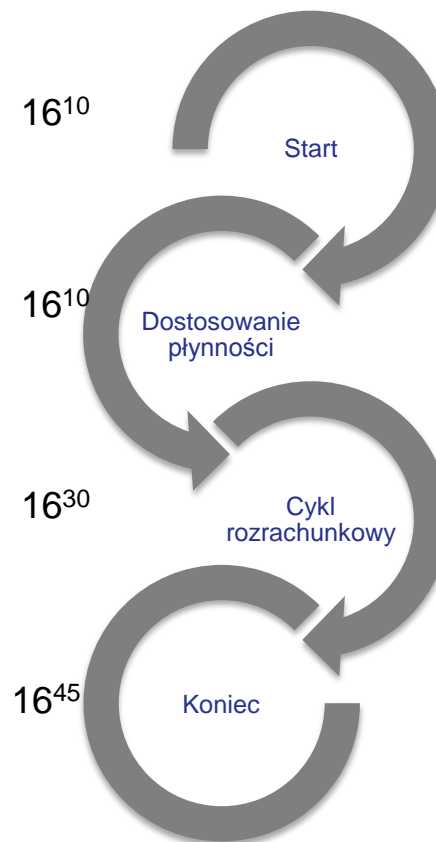 16¹⁰
Start
16¹⁰
Dostosowanie
płynności
16³⁰
Cykl
rozrachunkowy
16⁴⁵
Koniec